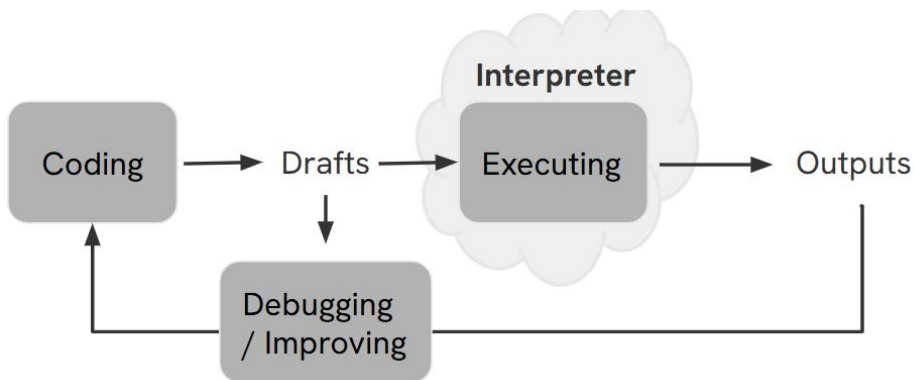 Interpreter
Coding
Drafts
Executing
Outputs
Debugging
/ Improving